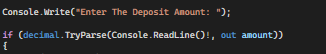 Console.Write("Enter The Deposit Amount: ");
if (decimal.TryParse(Console.ReadLine()!, out amount))
{